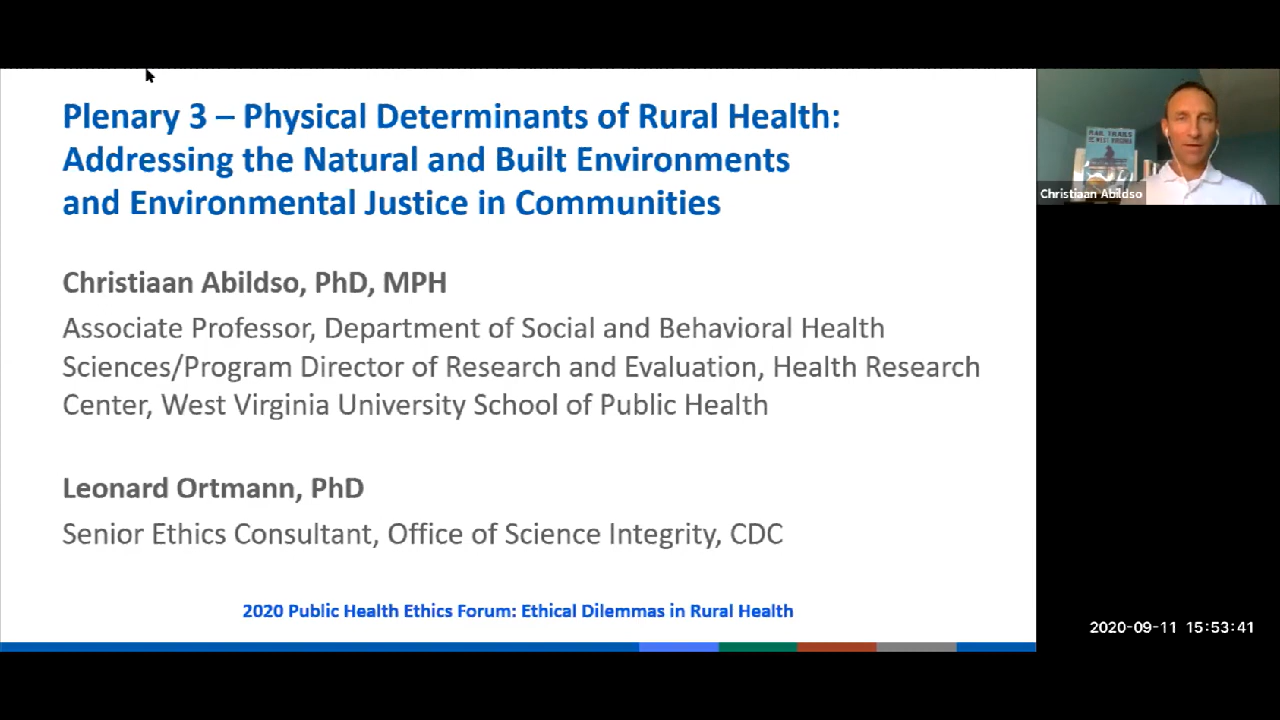 Plenary 3 – Physical Determinants of Rural Health:
Addressing the Natural and Built Environments
and Environmental Justice in Communities
Christiaan Abildso, PhD, MPH
Associate Professor, Department of Social and Behavioral Health
Sciences/Program Director of Research and Evaluation, Health Research
Center, West Virginia University School of Public Health
Leonard Ortmann, PhD
Senior Ethics Consultant, Office of Science Integrity, CDC
2020 Public Health Ethics Forum: Ethical Dilemmas in Rural Health
TRAILS
Christiaan Abildso
2020-09-11 15:53:41